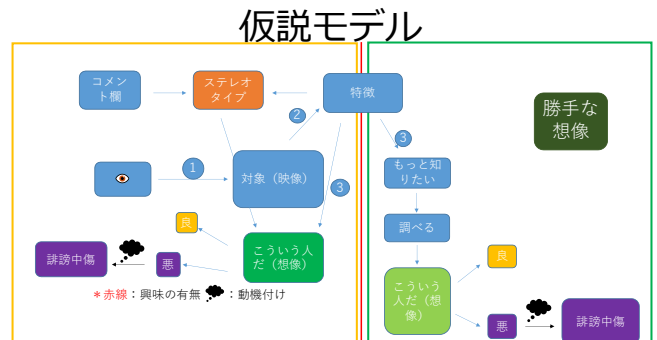 仮説モデル
コメン
ト欄
ステレオ
タイプ
特徴
勝手な
想像
②
③
もっと知
りたい
①
対象（映像）
③
調べる
良
こういう人
だ（想像）
誹謗中傷
悪
＊赤線：興味の有無 ：動機付け
良
こういう
人だ（想
像）
悪
誹謗中傷